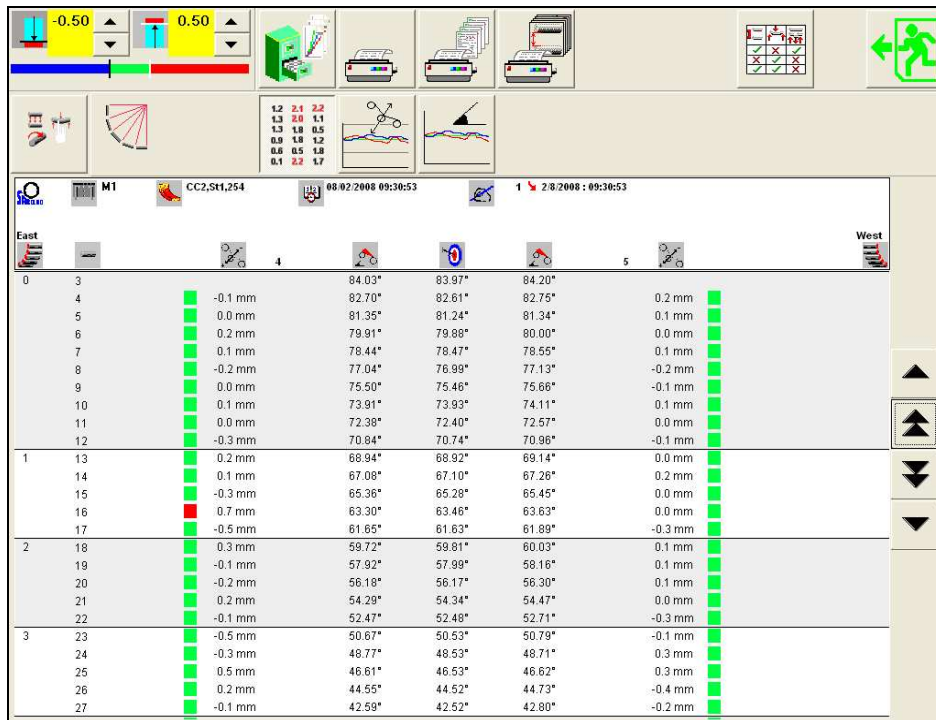 -0.50 0.50
1.2 2.1 2.2
1.3 2.0 1.1
1.3 1.8 0.5
0.9 1.8 1.2
0.6 0.5 1.8
0.1 2.2 1.7
M1 CC2,St1,254 08/02/2008 09:30:53 1 2/8/2008 : 09:30:53
East West
4 5
0 3 84.03° 83.97° 84.20°
4 -0.1 mm 82.70° 82.61° 82.75° 0.2 mm
5 0.0 mm 81.35° 81.24° 81.34° 0.1 mm
6 0.2 mm 79.91° 79.88° 80.00° 0.0 mm
7 0.1 mm 78.44° 78.47° 78.55° 0.1 mm
8 -0.2 mm 77.04° 76.99° 77.13° -0.2 mm
9 0.0 mm 75.50° 75.46° 75.66° -0.1 mm
10 0.1 mm 73.91° 73.93° 74.11° 0.1 mm
11 0.0 mm 72.38° 72.40° 72.57° 0.0 mm
12 -0.3 mm 70.84° 70.74° 70.96° -0.1 mm
1 13 0.2 mm 68.94° 68.92° 69.14° 0.0 mm
14 0.1 mm 67.08° 67.10° 67.26° 0.2 mm
15 -0.3 mm 65.36° 65.28° 65.45° 0.0 mm
16 0.7 mm 63.30° 63.46° 63.63° 0.0 mm
17 -0.5 mm 61.65° 61.63° 61.89° -0.3 mm
2 18 0.3 mm 59.72° 59.81° 60.03° 0.1 mm
19 -0.1 mm 57.92° 57.99° 58.16° 0.1 mm
20 -0.2 mm 56.18° 56.17° 56.30° 0.1 mm
21 0.2 mm 54.29° 54.34° 54.47° 0.0 mm
22 -0.1 mm 52.47° 52.48° 52.71° -0.3 mm
3 23 -0.5 mm 50.67° 50.53° 50.79° -0.1 mm
24 -0.3 mm 48.77° 48.53° 48.71° 0.3 mm
25 0.5 mm 46.61° 46.53° 46.62° 0.3 mm
26 0.2 mm 44.55° 44.52° 44.73° -0.4 mm
27 -0.1 mm 42.59° 42.52° 42.80° -0.2 mm